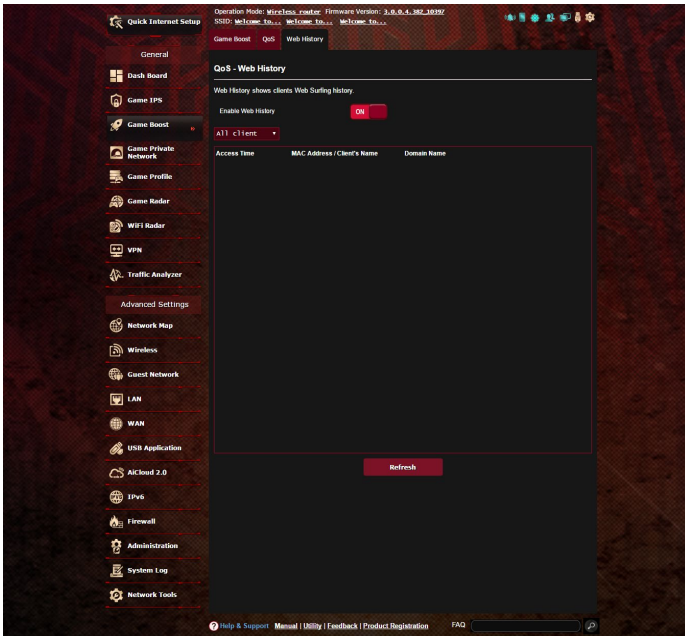 Quick Internet Setup
Operation Mode: Wireless router Firmware Version: 3.0.0.4.382_10397
SSID: Welcome to... Welcome to... Welcome to...
Game Boost QoS Web History
General
Dash Board
Game IPS
Game Boost
Game Private
Network
Game Profile
Game Radar
WiFi Radar
VPN
Traffic Analyzer
Advanced Settings
Network Map
Wireless
Guest Network
LAN
WAN
USB Application
AiCloud 2.0
IPv6
Firewall
Administration
System Log
Network Tools
QoS - Web History
Web History shows clients Web Surfing history.
Enable Web History ON
All client
Access Time MAC Address / Client's Name Domain Name
Refresh
Help & Support Manual | Utility | Feedback | Product Registration FAQ